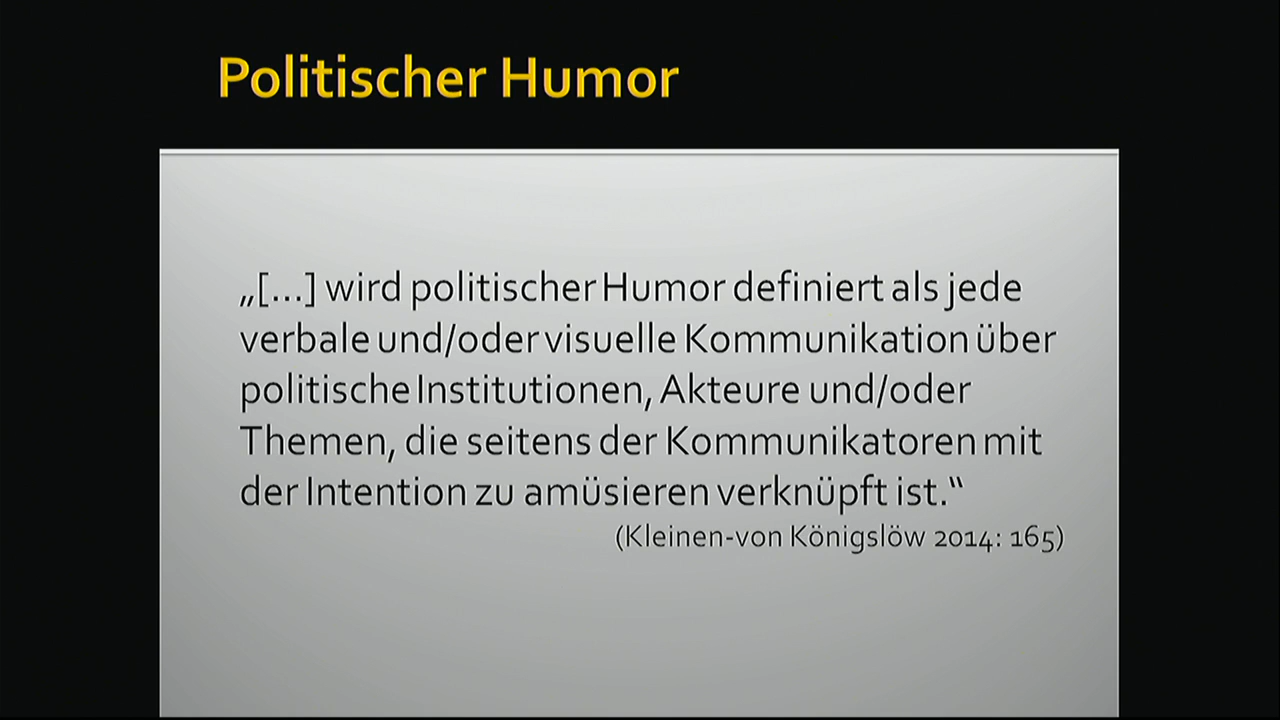 Politischer Humor
„[...] wird politischer Humor definiert als jede
verbale und/oder visuelle Kommunikation über
politische Institutionen, Akteure und/oder
Themen, die seitens der Kommunikatoren mit
der Intention zu amüsieren verknüpft ist.“
(Kleinen-von Königslöw 2014: 165)